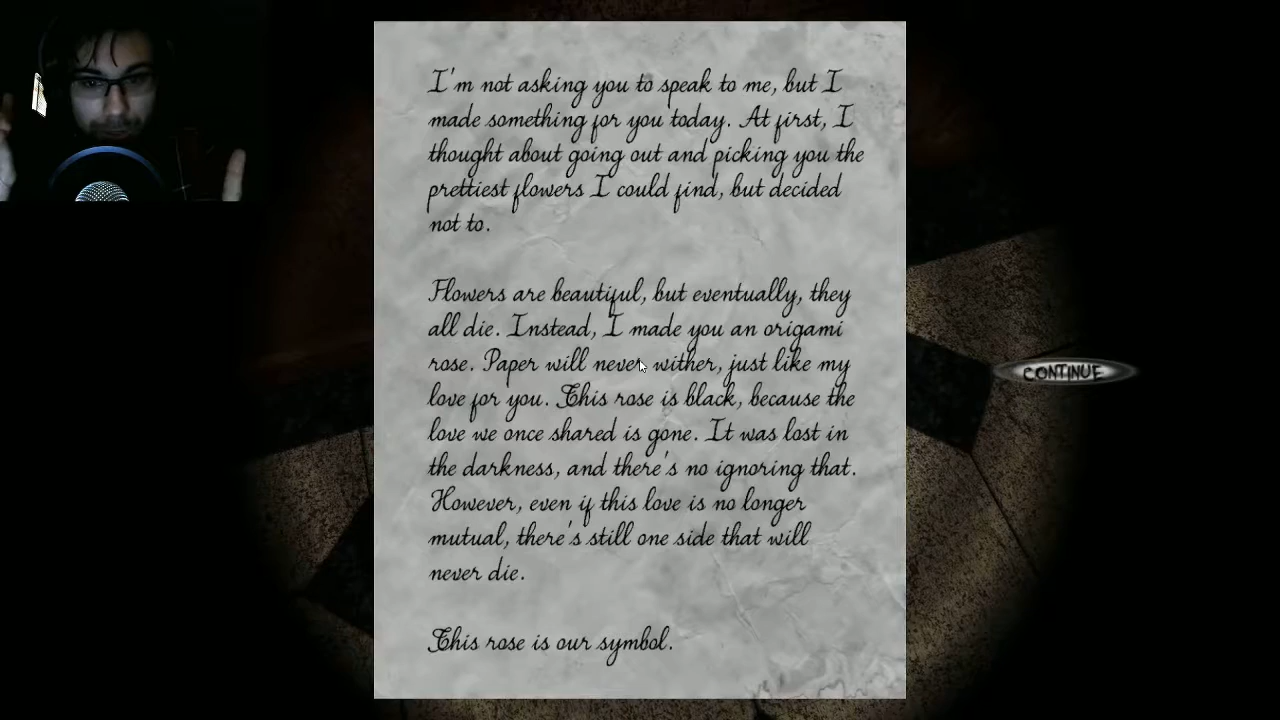 I'm not asking you to speak to me, but I
made something for you today. At first, I
thought about going out and picking you the
prettiest flowers I could find, but decided
not to.
Flowers are beautiful, but eventually, they
all die. Instead, I made you an origami
rose. Paper will never wither, just like my
love for you. This rose is black, because the
love we once shared is gone. It was lost in
the darkness, and there's no ignoring that.
However, even if this love is no longer
mutual, there's still one side that will
never die.
This rose is our symbol.
CONTINUE